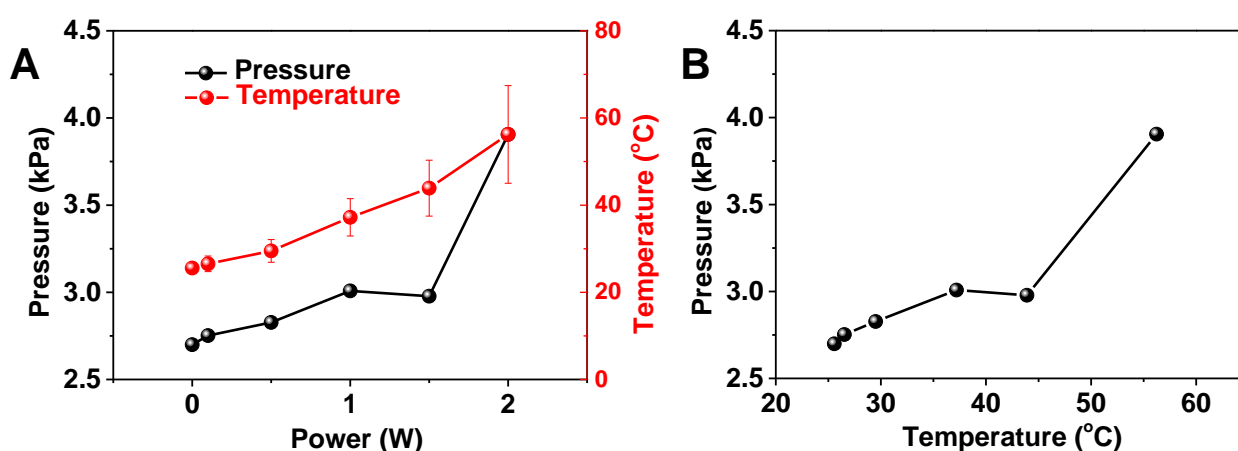 A
Pressure
Temperature
Pressure (kPa)
4.5
4.0
3.5
3.0
2.5
0
1
2
Power (W)
80
60
40
20
0
Temperature (°C)
B
Pressure (kPa)
4.5
4.0
3.5
3.0
2.5
20
30
40
50
60
Temperature (°C)